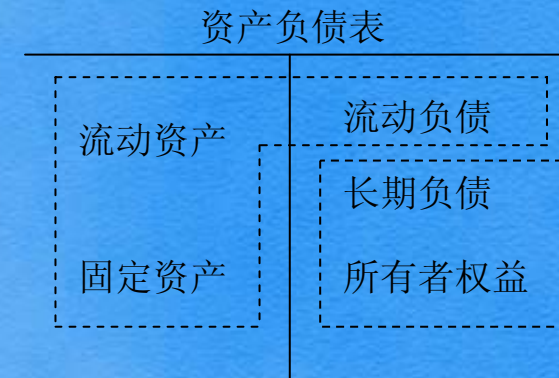 资产负债表
流动资产
流动负债
长期负债
固定资产
所有者权益